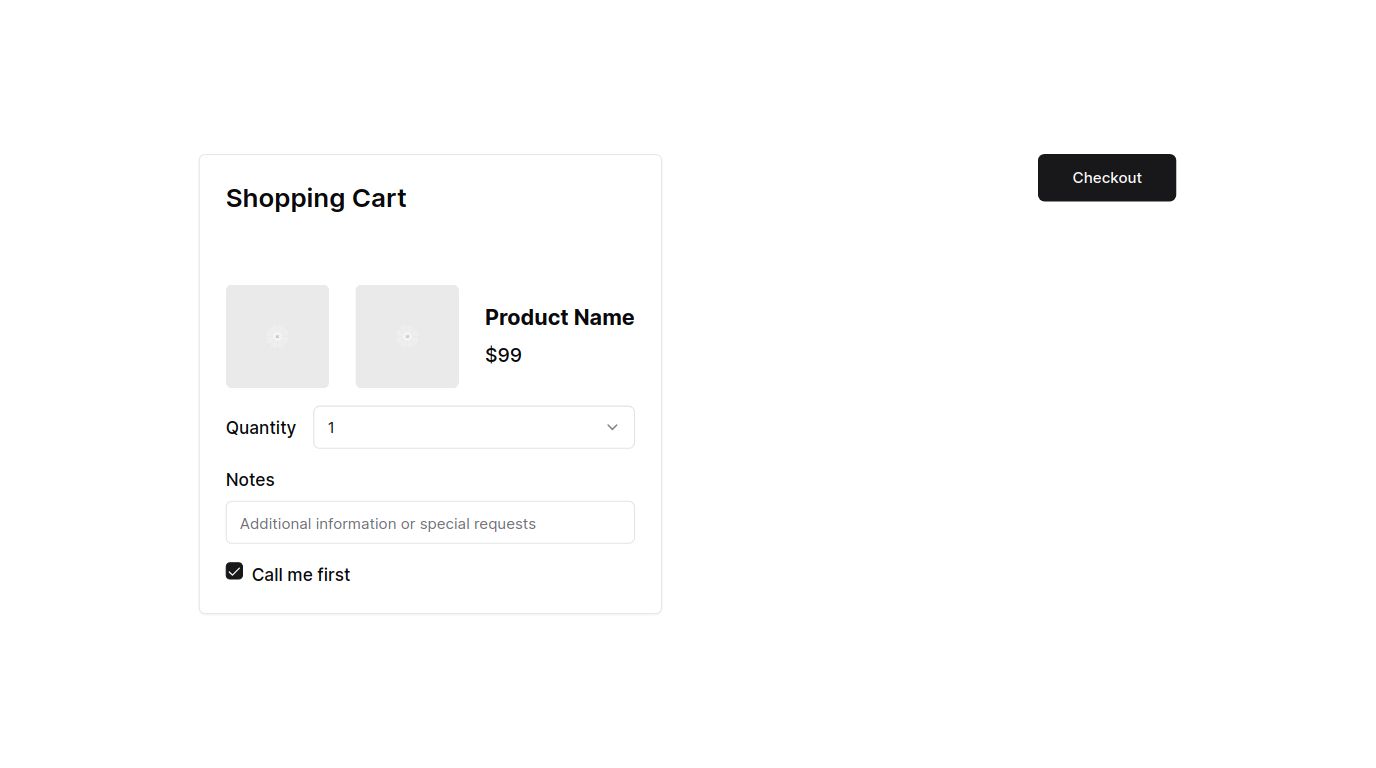 Shopping Cart
Checkout
Product Name
$99
Quantity
1
Notes
Additional information or special requests
Call me first